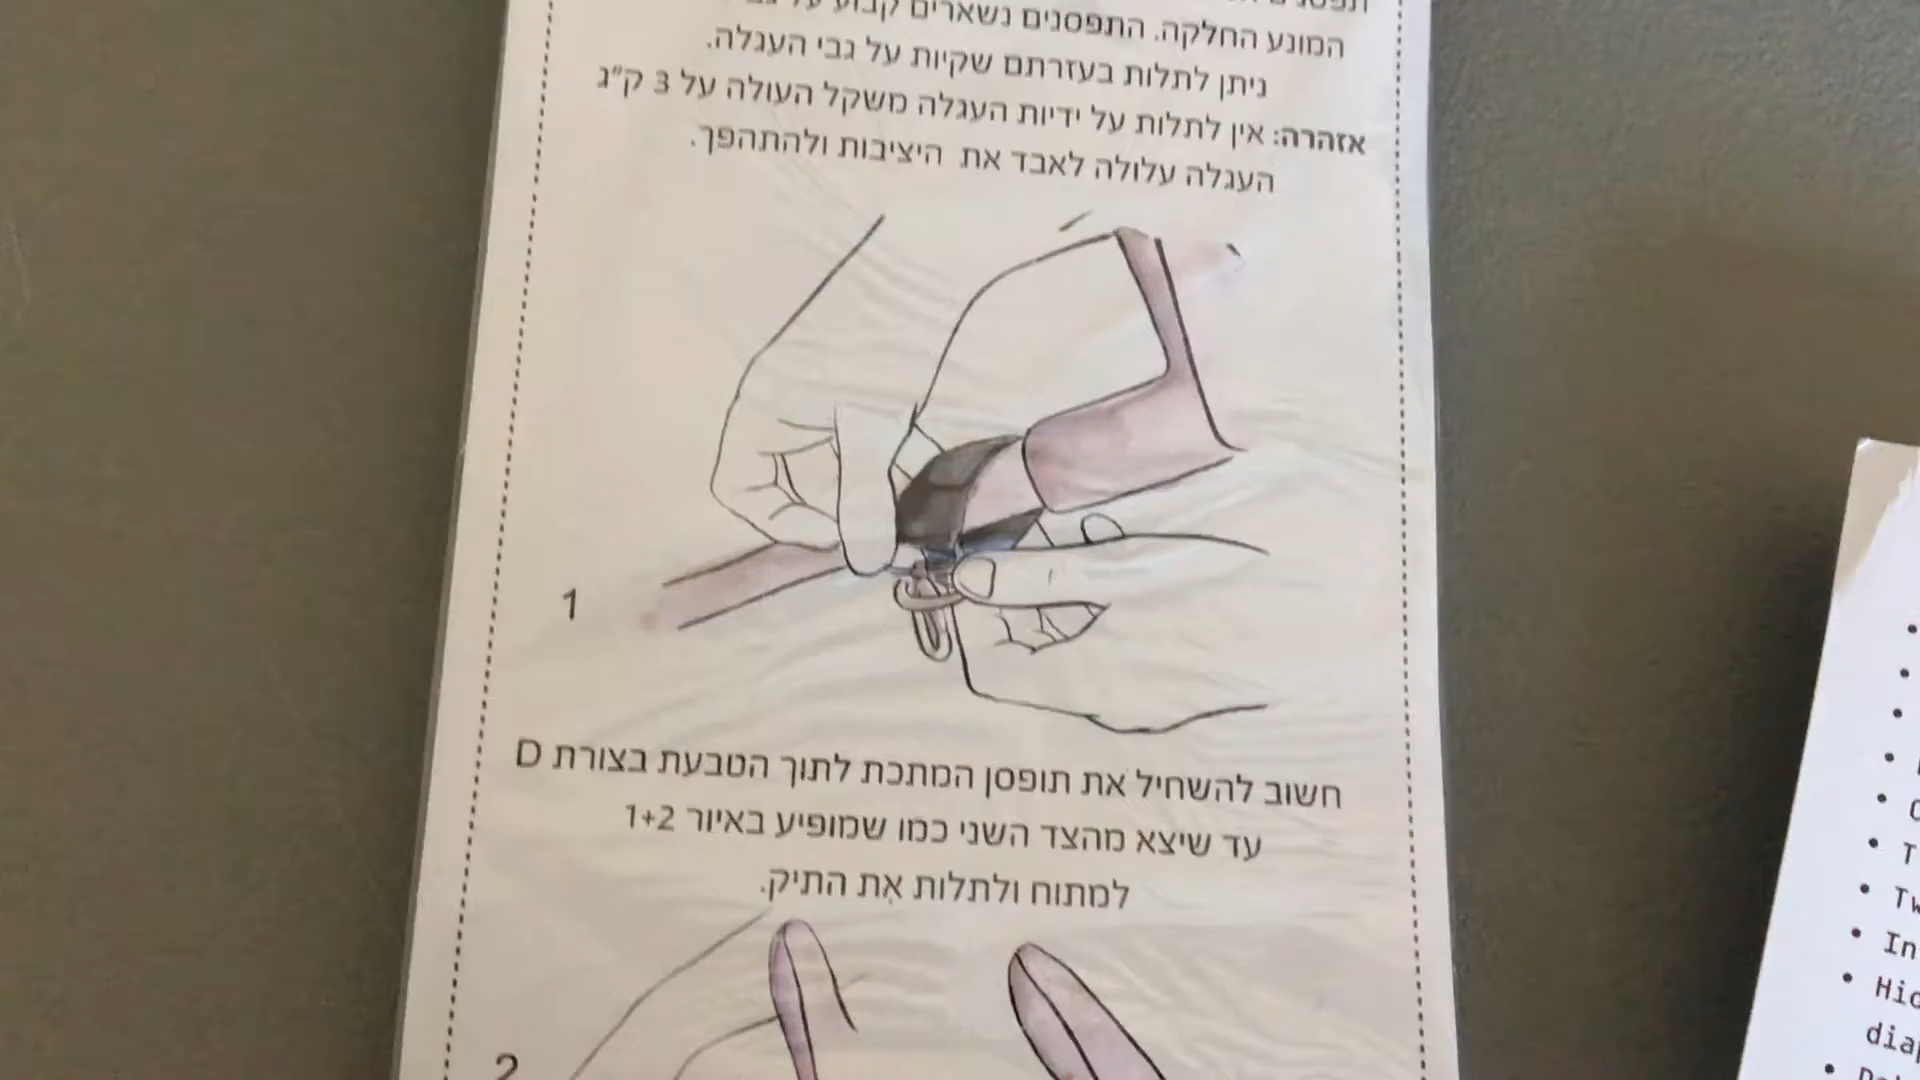 המונע החלקה. התפסנים נשארים קבוע על
ניתן לתלות בעזרתם שקיות על גבי העגלה.
אזהרה: אין לתלות על ידיות העגלה משקל העולה על 3 ק"ג
העגלה עלולה לאבד את היציבות ולהתהפך.
1
חשוב להשחיל את תופסן המתכת לתוך הטבעת בצורת D
עד שיצא מהצד השני כמו שמופיע באיור 1+2
למתוח ולתלות את התיק.
2
In